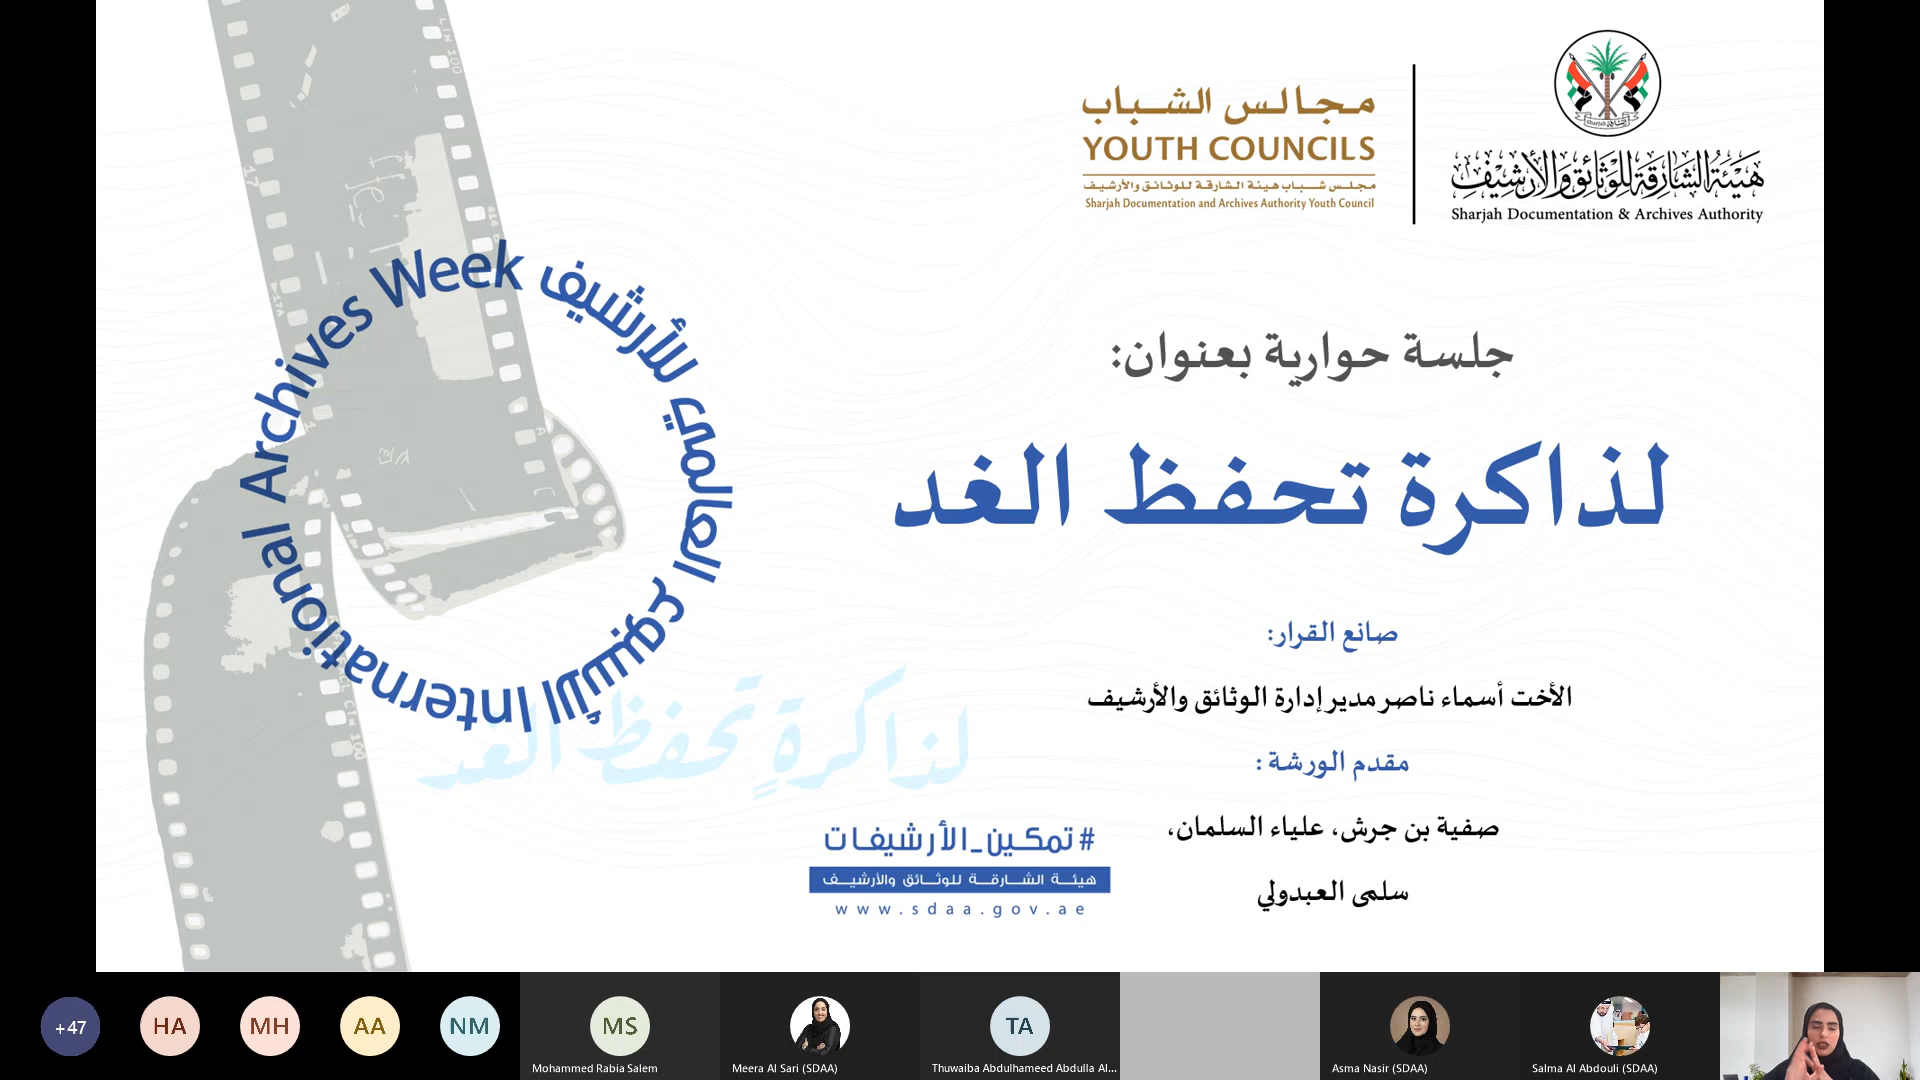 مجالس الشباب
YOUTH COUNCILS
مجلس شباب هيئة الشارقة للوثائق والأرشيف
Sharjah Documentation and Archives Authority Youth Council
هيئة الشارقة للوثائق والأرشيف
Sharjah Documentation & Archives Authority
International Archives Week
الأسبوع العالمي للأرشيف
جلسة حوارية بعنوان:
لذاكرة تحفظ الغد
صانع القرار:
الأخت أسماء ناصر مدير إدارة الوثائق والأرشيف
مقدم الورشة :
صفية بن جرش، علياء السلمان،
سلمى العبدولي
لذاكرةٍ تحفظ الغد
#تمكين_الأرشيفات
هيئة الشارقة للوثائق والأرشيف
www.sdaa.gov.ae
+47
HA
MH
AA
NM
MS
Mohammed Rabia Salem
Meera Al Sari (SDAA)
TA
Thuwaiba Abdulhameed Abdulla Al...
Asma Nasir (SDAA)
Salma Al Abdouli (SDAA)